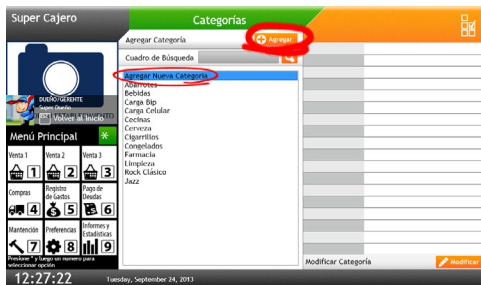 Super Cajero
Categorías
Agregar Categoría
Agregar
Cuadro de Búsqueda
Agregar Nueva Categoría
Abarrotes
Bebidas
Carga Bip
Carga Celular
Cecinas
Cerveza
Cigarrillos
Congelados
Farmacia
Limpieza
Rock Clásico
Jazz
DUEÑO/GERENTE
Super Dueño
ESC Volver al Inicio
Menú Principal *
Venta 1 Venta 2 Venta 3
1 2 3
Compras Registro de Gastos Pago de Deudas
4 5 6
Mantención Preferencias Informes y Estadísticas
7 8 9
Presione * y luego un numero para
seleccionar opción
Modificar Categoría
Modificar
12:27:22
Tuesday, September 24, 2013